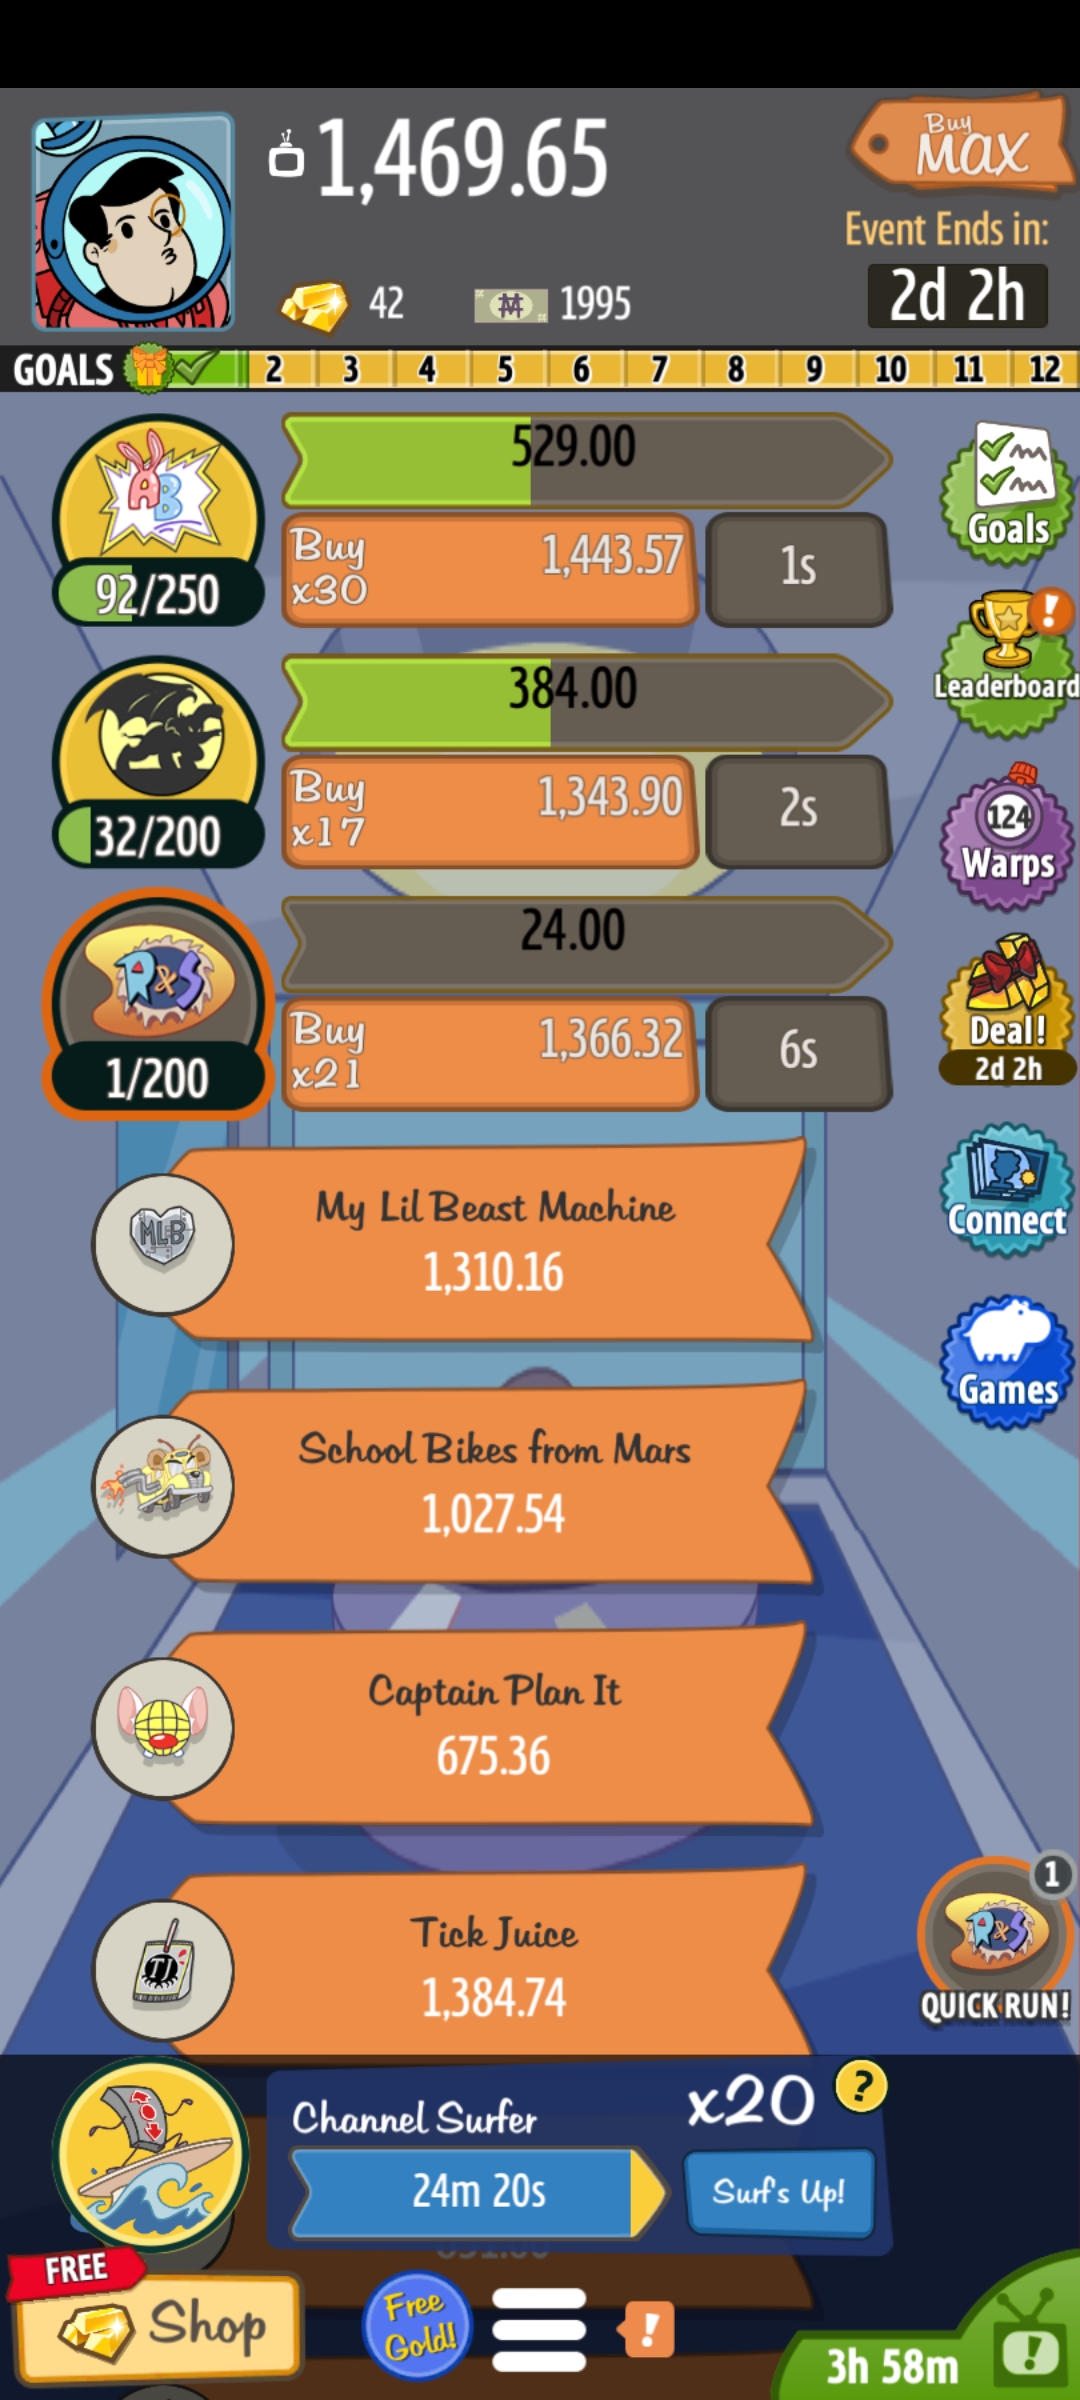 1,469.65
Buy
MAX
Event Ends in:
2d 2h
42
1995
GOALS 2 3 4 5 6 7 8 9 10 11 12
AB
529.00
92/250
Buy
x30
1,443.57
1s
Goals
384.00
32/200
Buy
x17
1,343.90
2s
Leaderboard
R&S
24.00
1/200
Buy
x21
1,366.32
6s
124
Warps
Deal!
2d 2h
MLB
My Lil Beast Machine
1,310.16
Connect
School Bikes from Mars
1,027.54
Games
Captain Plan It
675.36
TJ
Tick Juice
1,384.74
1
R&S
QUICK RUN!
Channel Surfer
x20
?
24m 20s
Surf's Up!
FREE
Shop
Free
Gold!
!
3h 58m
!